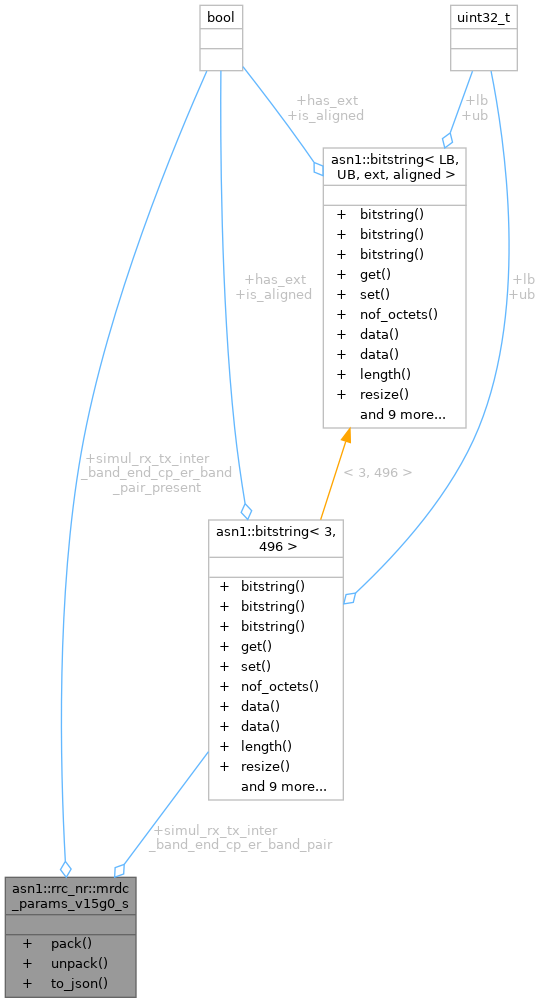 bool
uint32_t
+has_ext
+is_aligned
+lb
+ub
asn1::bitstring< LB,
UB, ext, aligned >
+ bitstring()
+ bitstring()
+ bitstring()
+ get()
+ set()
+ nof_octets()
+ data()
+ data()
+ length()
+ resize()
and 9 more...
+has_ext
+is_aligned
+lb
+ub
+simul_rx_tx_inter
_band_end_cp_er_band
_pair_present
< 3, 496 >
asn1::bitstring< 3,
496 >
+ bitstring()
+ bitstring()
+ bitstring()
+ get()
+ set()
+ nof_octets()
+ data()
+ data()
+ length()
+ resize()
and 9 more...
+simul_rx_tx_inter
_band_end_cp_er_band_pair
asn1::rrc_nr::mrdc
_params_v15g0_s
+ pack()
+ unpack()
+ to_json()